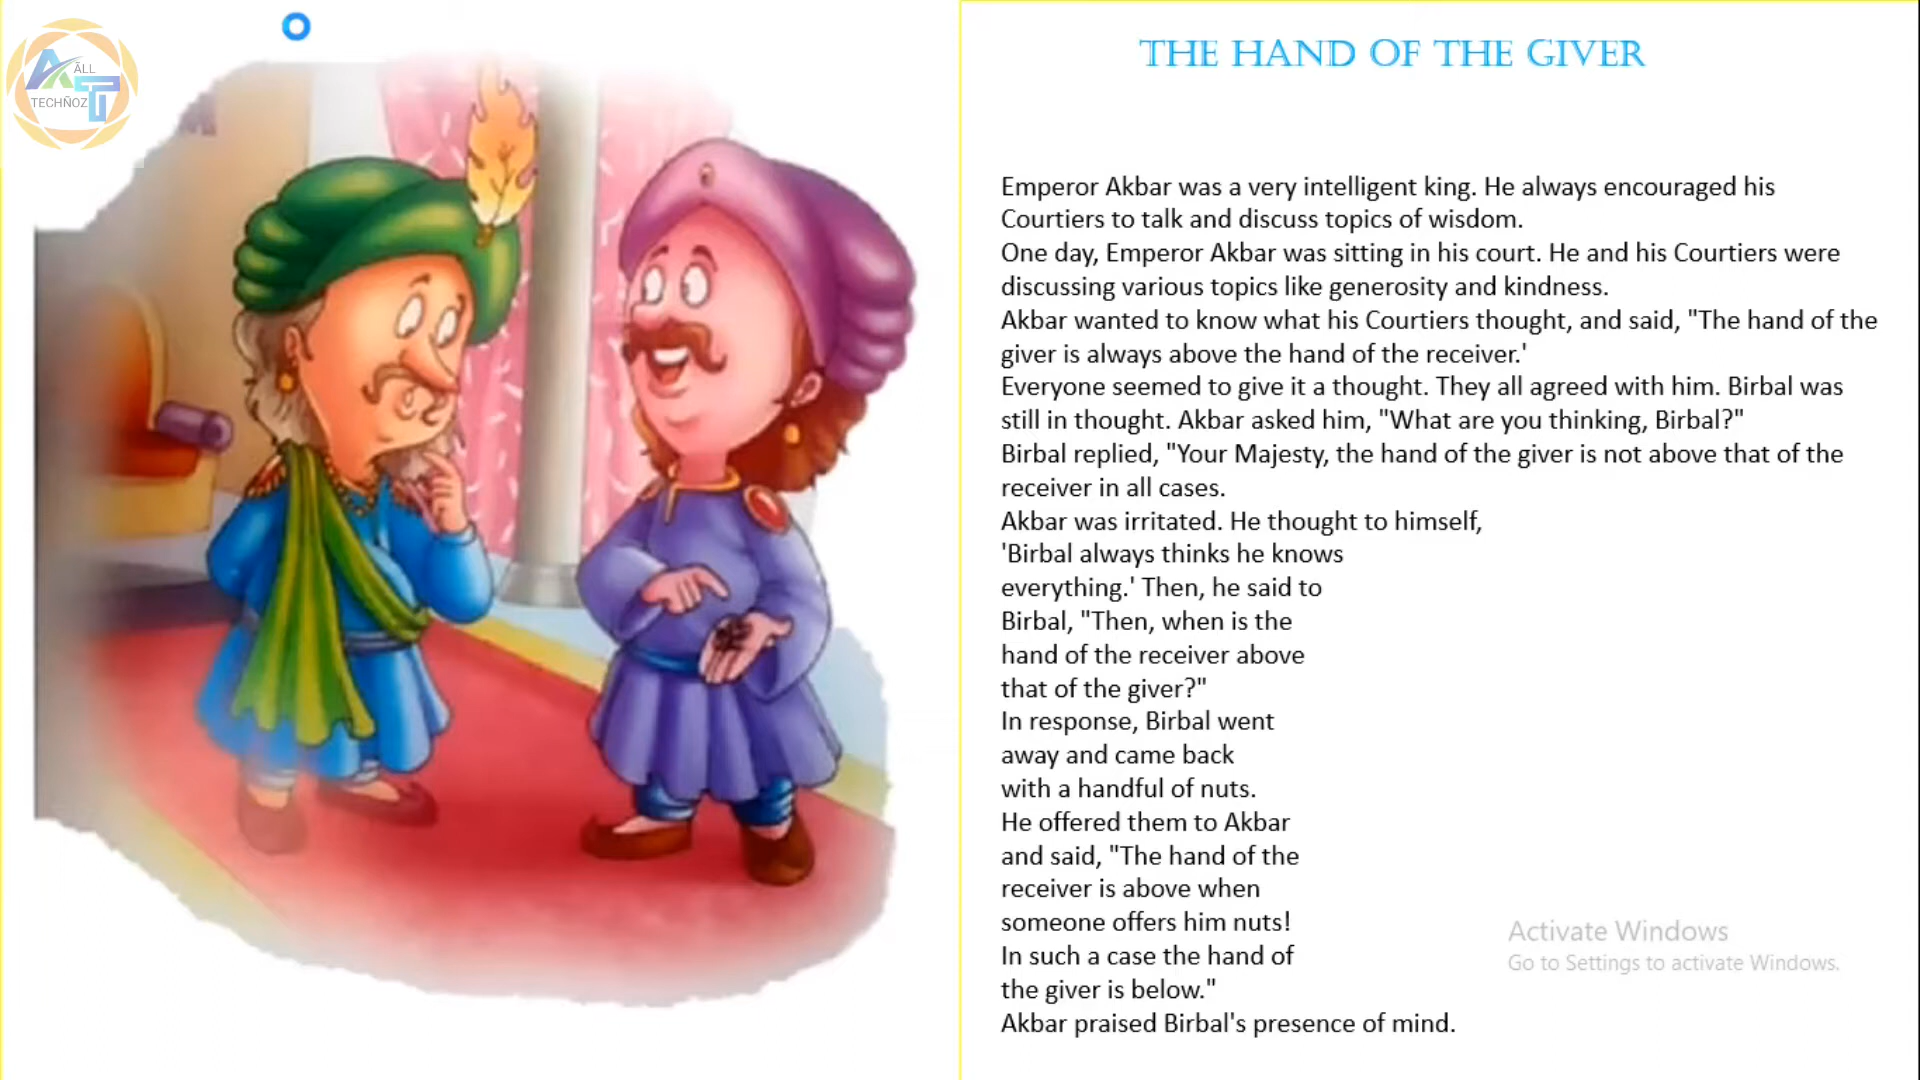 ĀLL
TECHÑOZ
THE HAND OF THE GIVER
Emperor Akbar was a very intelligent king. He always encouraged his
Courtiers to talk and discuss topics of wisdom.
One day, Emperor Akbar was sitting in his court. He and his Courtiers were
discussing various topics like generosity and kindness.
Akbar wanted to know what his Courtiers thought, and said, "The hand of the
giver is always above the hand of the receiver.'
Everyone seemed to give it a thought. They all agreed with him. Birbal was
still in thought. Akbar asked him, "What are you thinking, Birbal?"
Birbal replied, "Your Majesty, the hand of the giver is not above that of the
receiver in all cases.
Akbar was irritated. He thought to himself,
'Birbal always thinks he knows
everything.' Then, he said to
Birbal, "Then, when is the
hand of the receiver above
that of the giver?"
In response, Birbal went
away and came back
with a handful of nuts.
He offered them to Akbar
and said, "The hand of the
receiver is above when
someone offers him nuts!
In such a case the hand of
the giver is below."
Akbar praised Birbal's presence of mind.
Activate Windows
Go to Settings to activate Windows.